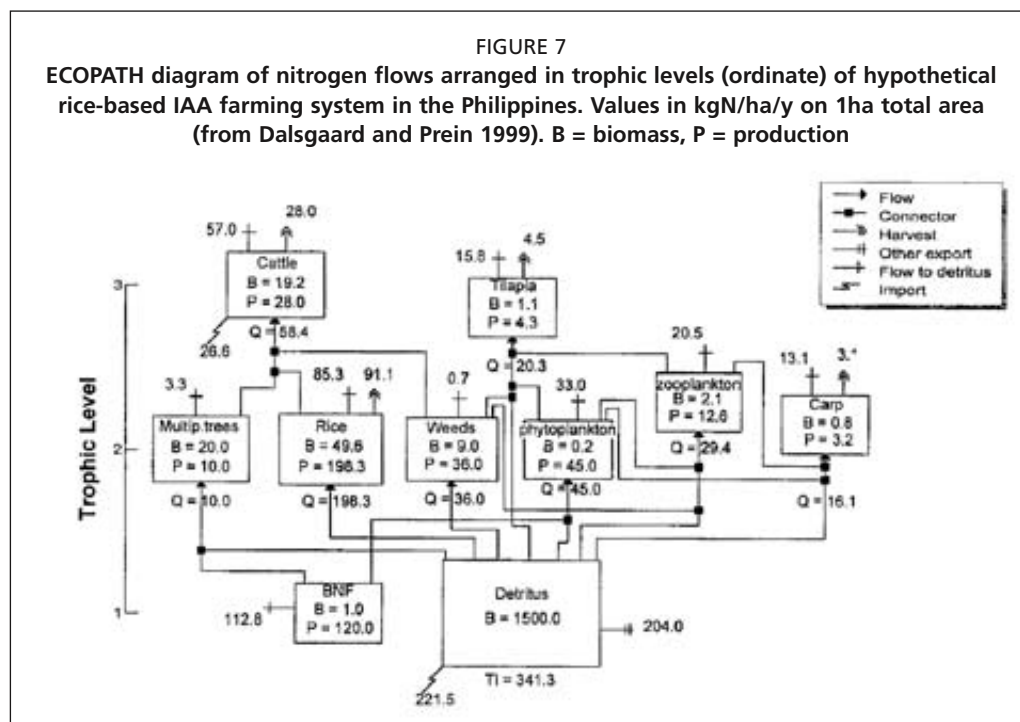 FIGURE 7
ECOPATH diagram of nitrogen flows arranged in trophic levels (ordinate) of hypothetical
rice-based IAA farming system in the Philippines. Values in kgN/ha/y on 1ha total area
(from Dalsgaard and Prein 1999). B = biomass, P = production
Flow
Connector
Harvest
Other export
Flow to detritus
Import
Trophic Level
3
2
1
57.0
28.0
Cattle
B = 19.2
P = 28.0
Q = 58.4
26.6
15.8
4.5
Tilapia
B = 1.1
P = 4.3
Q = 20.3
20.5
zooplankton
B = 2.1
P = 12.6
Q = 29.4
13.1
Carp
B = 0.8
P = 3.2
Q = 16.1
3.3
Multip.trees
B = 20.0
P = 10.0
Q = 10.0
85.3
91.1
Rice
B = 49.6
P = 198.3
Q = 198.3
0.7
Weeds
B = 9.0
P = 36.0
Q = 36.0
33.0
phytoplankton
B = 0.2
P = 45.0
Q = 45.0
BNF
B = 1.0
P = 120.0
112.8
Detritus
B = 1500.0
204.0
TI = 341.3
221.5